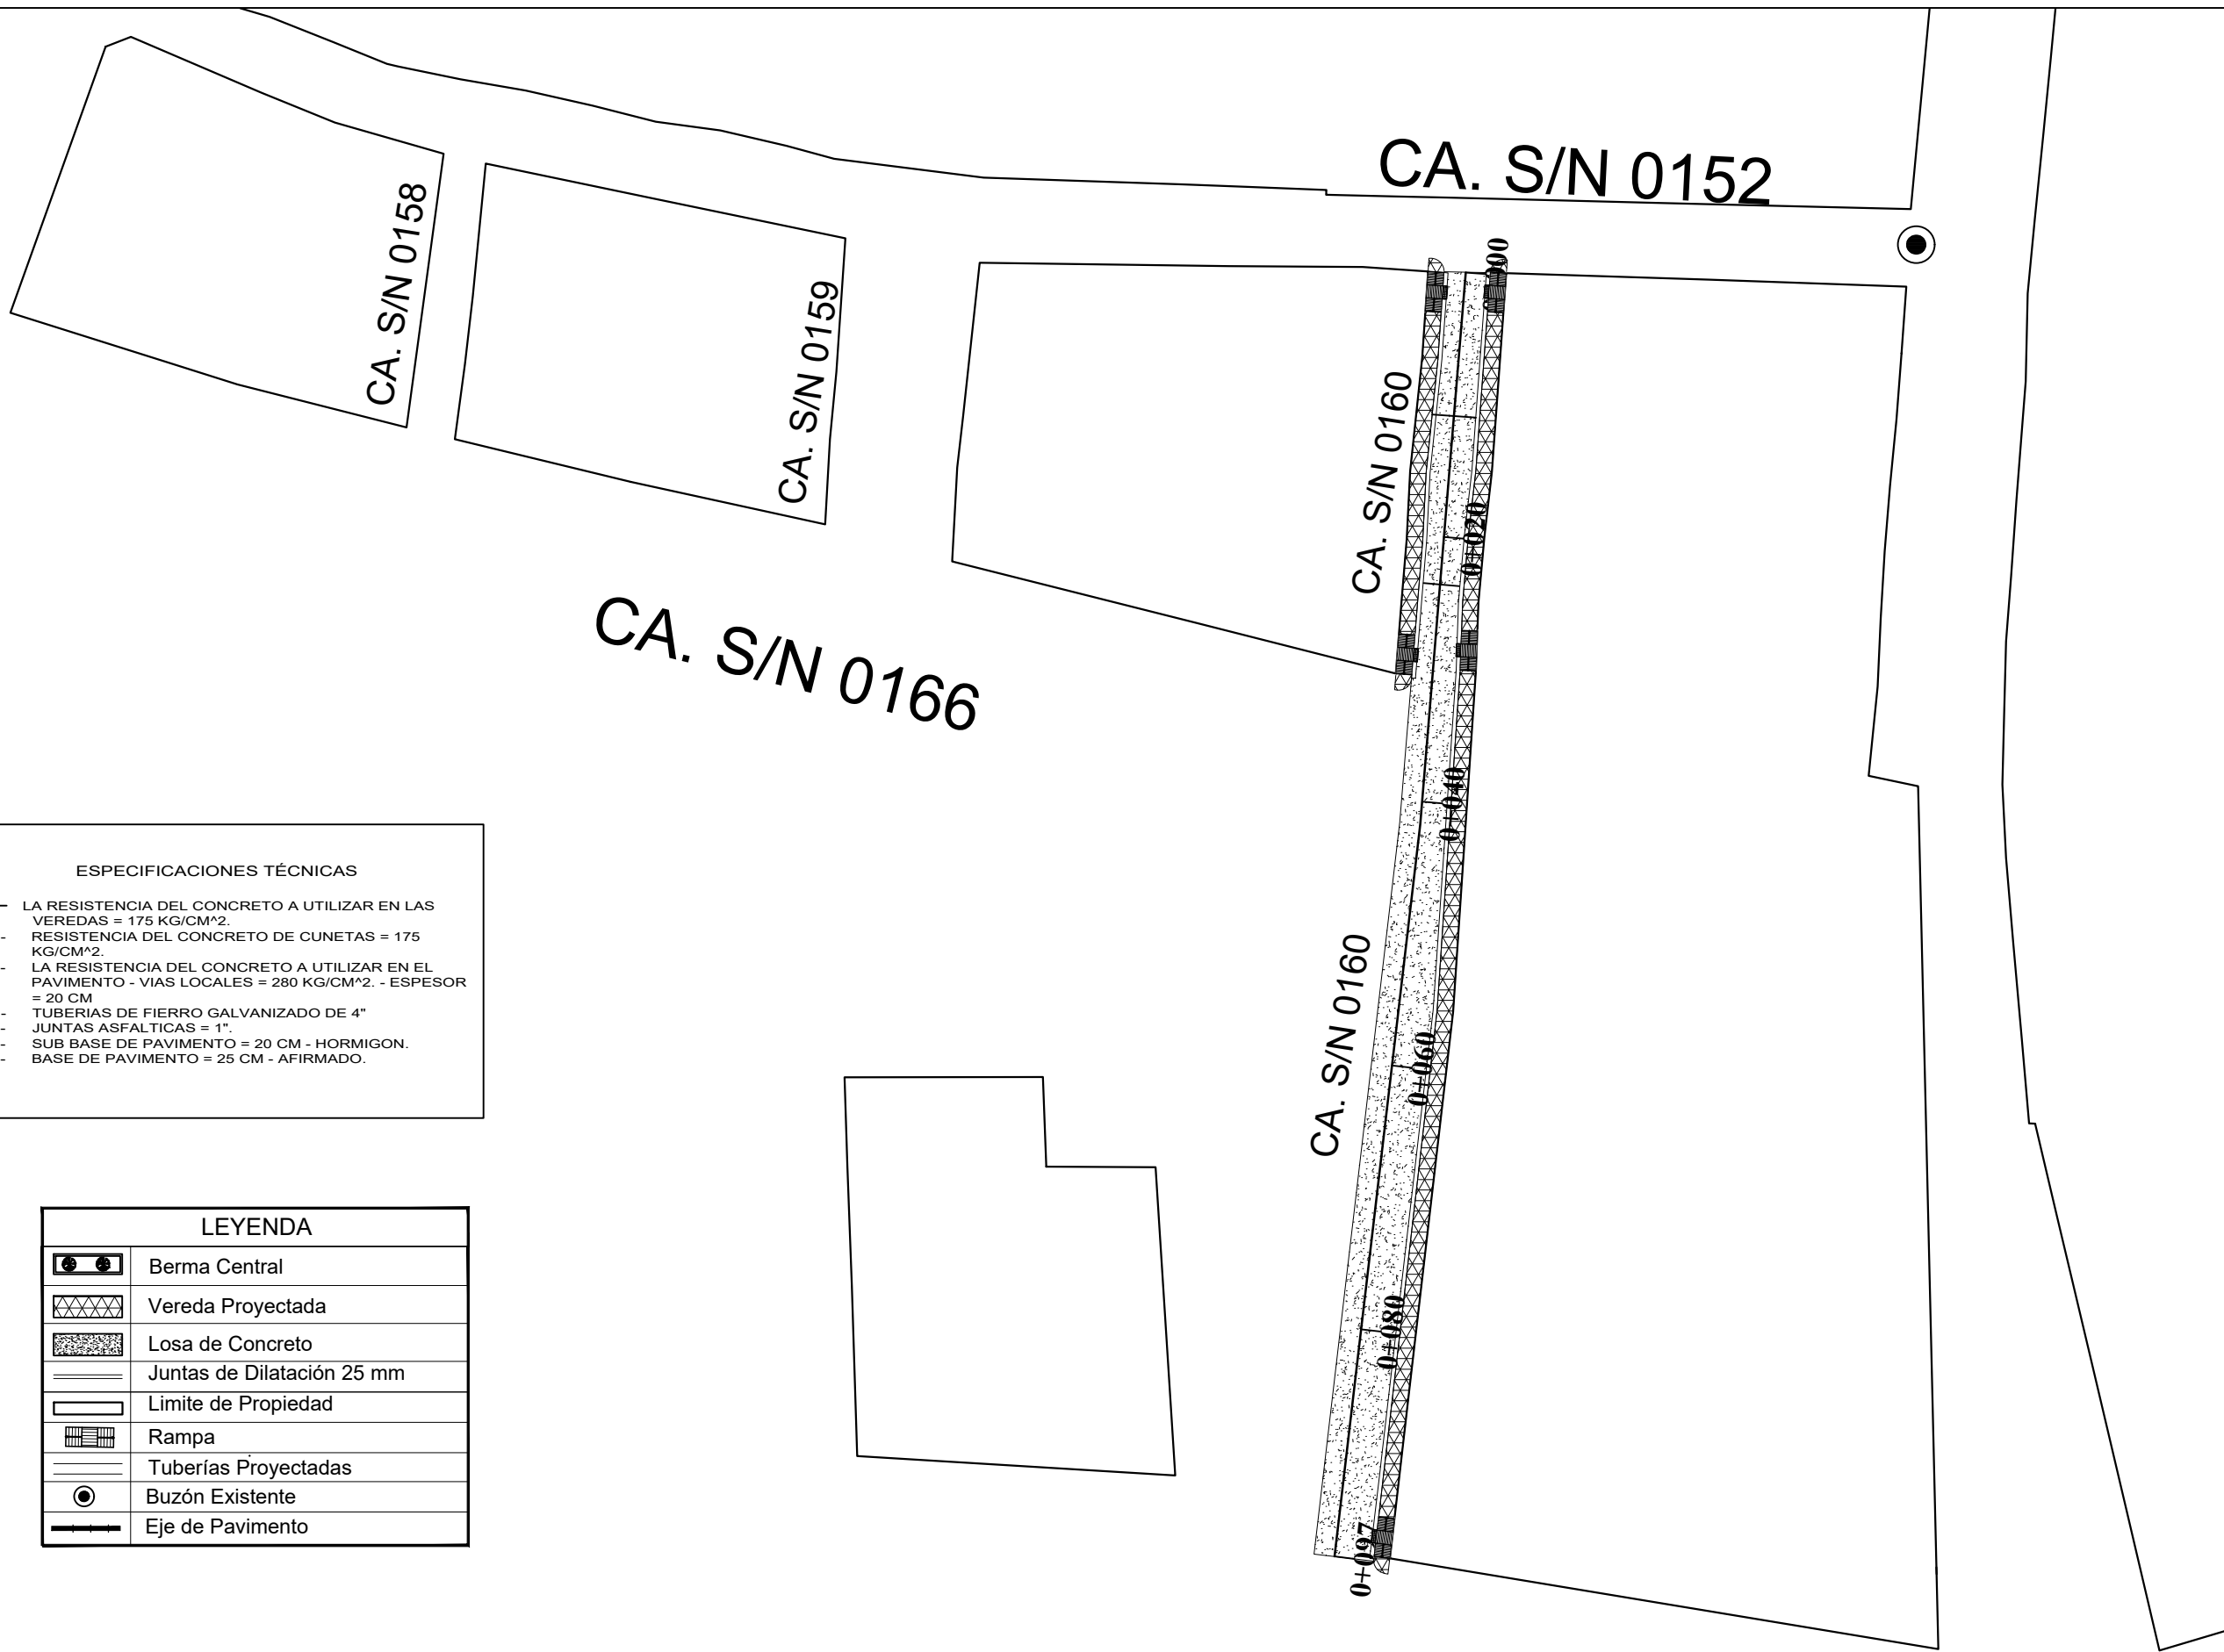 CA. S/N 0152
CA. S/N 0158
CA. S/N 0159
CA. S/N 0160
CA. S/N 0166
CA. S/N 0160
0+020
0+040
0+060
0+080
0+097
ESPECIFICACIONES TÉCNICAS
- LA RESISTENCIA DEL CONCRETO A UTILIZAR EN LAS
VEREDAS = 175 KG/CM^2.
- RESISTENCIA DEL CONCRETO DE CUNETAS = 175
KG/CM^2.
- LA RESISTENCIA DEL CONCRETO A UTILIZAR EN EL
PAVIMENTO - VIAS LOCALES = 280 KG/CM^2. - ESPESOR
= 20 CM
- TUBERIAS DE FIERRO GALVANIZADO DE 4"
- JUNTAS ASFALTICAS = 1".
- SUB BASE DE PAVIMENTO = 20 CM - HORMIGON.
- BASE DE PAVIMENTO = 25 CM - AFIRMADO.
LEYENDA
Berma Central
Vereda Proyectada
Losa de Concreto
Juntas de Dilatación 25 mm
Limite de Propiedad
Rampa
Tuberías Proyectadas
Buzón Existente
Eje de Pavimento